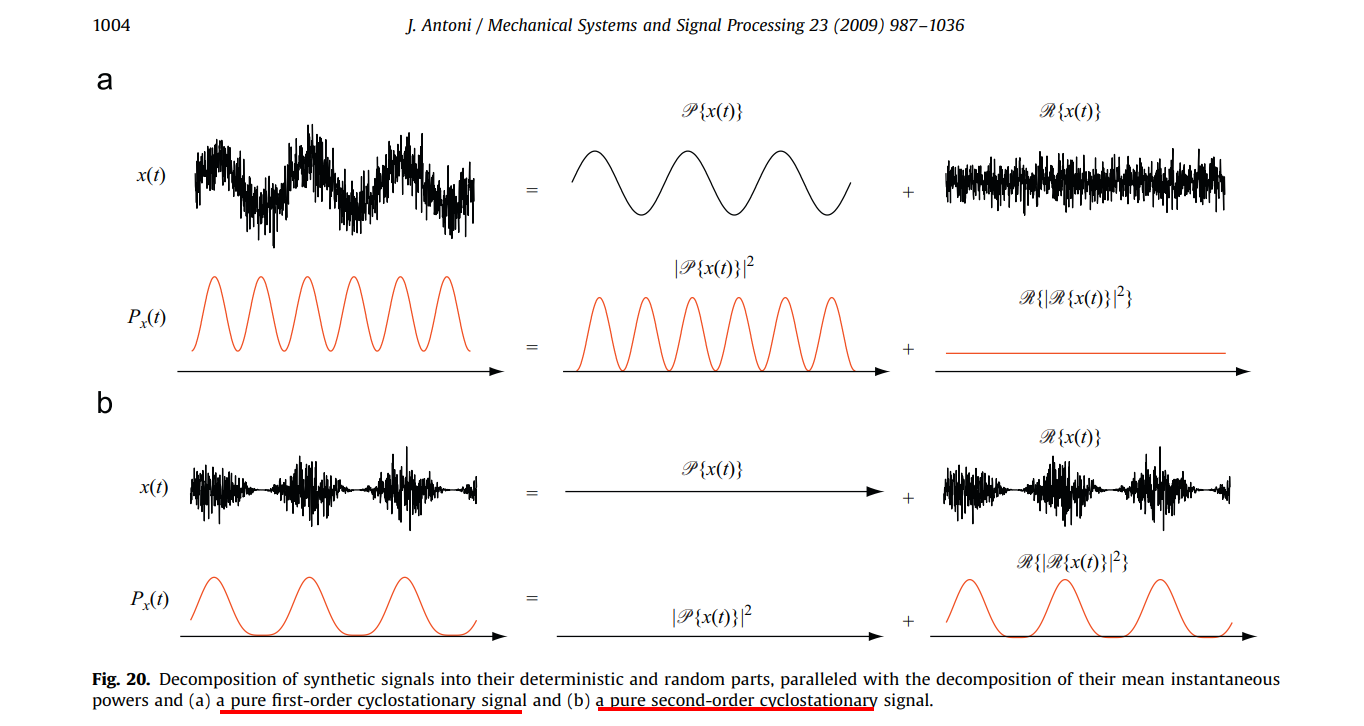 1004
J. Antoni / Mechanical Systems and Signal Processing 23 (2009) 987–1036
a
𝒫{x(t)}
ℛ{x(t)}
x(t)
=
+
|𝒫{x(t)}|²
ℛ{|ℛ{x(t)}|²}
Pₓ(t)
=
+
b
ℛ{x(t)}
𝒫{x(t)}
x(t)
=
+
ℛ{|ℛ{x(t)}|²}
Pₓ(t)
=
|𝒫{x(t)}|²
+
Fig. 20. Decomposition of synthetic signals into their deterministic and random parts, paralleled with the decomposition of their mean instantaneous
powers and (a) a pure first-order cyclostationary signal and (b) a pure second-order cyclostationary signal.